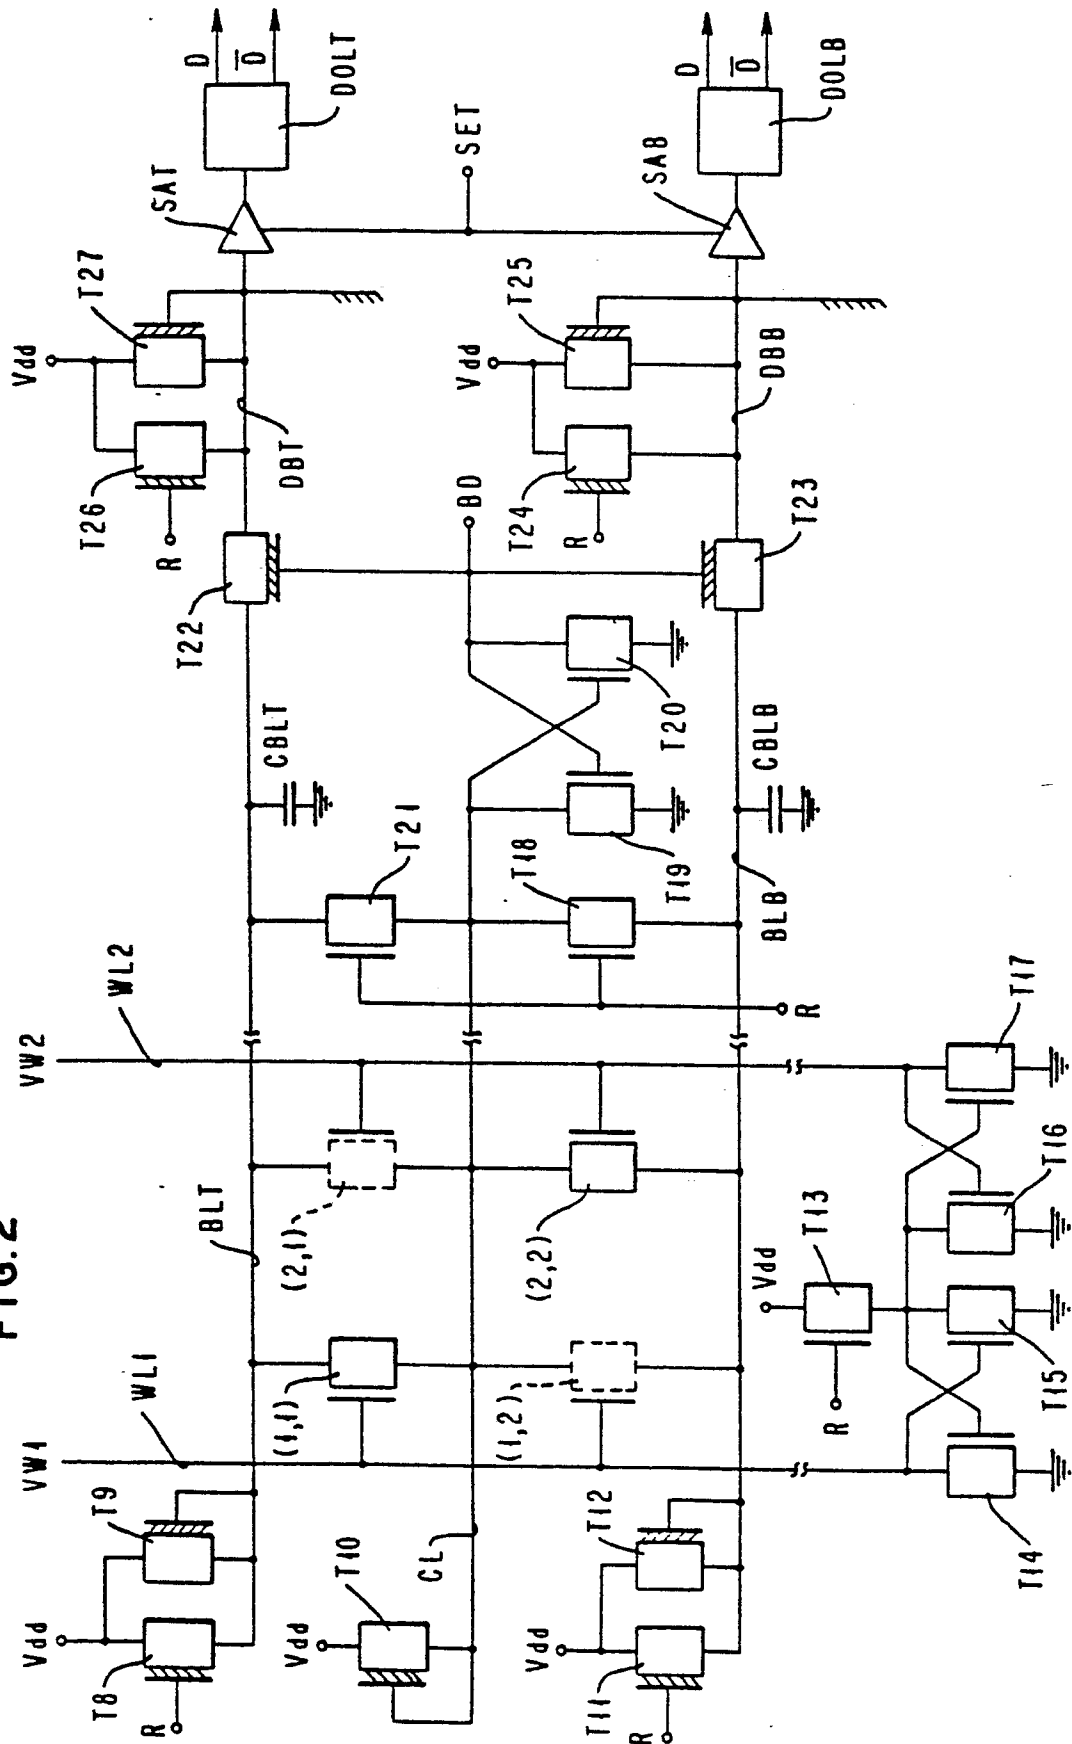 FIG.2
VW1
VW2
Vdd
T8
T9
R
WL1
BLT
WL2
T22
T26
Vdd
T27
R
DBT
SAT
D
D̅
DOLT
(1,1)
(2,1)
T21
CBLT
Vdd
T10
CL
BD
SET
(1,2)
(2,2)
T18
T19
T20
T24
Vdd
T25
R
SAB
D
D̅
DOLB
Vdd
T11
T12
R
R
BLB
CBLB
T23
DBB
Vdd
T13
R
T14
T15
T16
T17